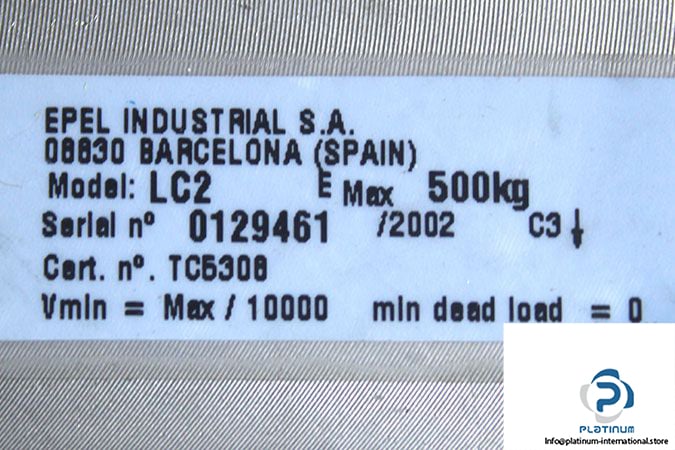 EPEL INDUSTRIAL S.A.
08830 BARCELONA (SPAIN)
Model: LC2 E Max 500kg
Serial nº 0129461 /2002 C3 ↓
Cert. nº. TC5308
Vmin = Max / 10000 min dead load = 0
PLATINUM
Info@platinum-international.store